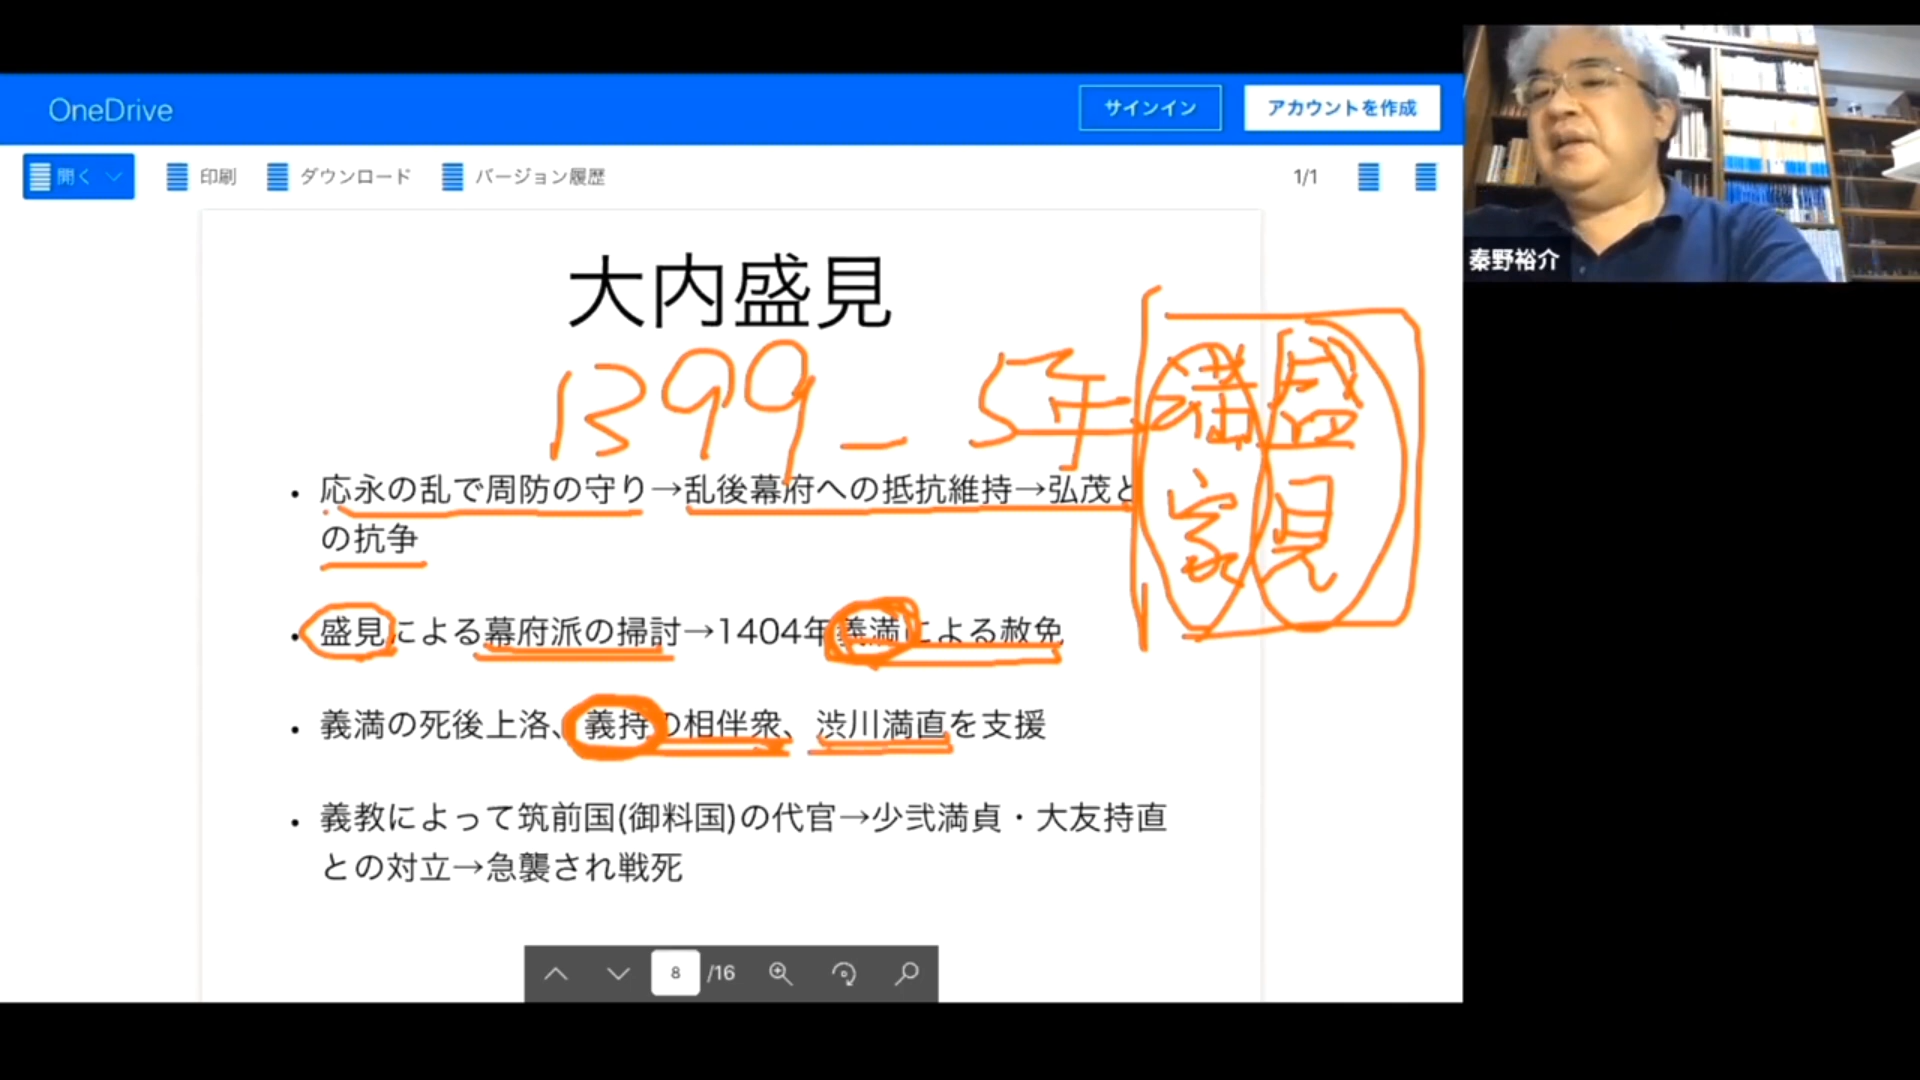 OneDrive
サインイン
アカウントを作成
開く
印刷
ダウンロード
バージョン履歴
1/1
秦野裕介
大内盛見
1399 – 5年
盛見
満家
• 応永の乱で周防の守り→乱後幕府への抵抗維持→弘茂と
の抗争
• 盛見による幕府派の掃討→1404年義満による赦免
• 義満の死後上洛、義持の相伴衆、渋川満直を支援
• 義教によって筑前国(御料国)の代官→少弐満貞・大友持直
との対立→急襲され戦死
8 /16